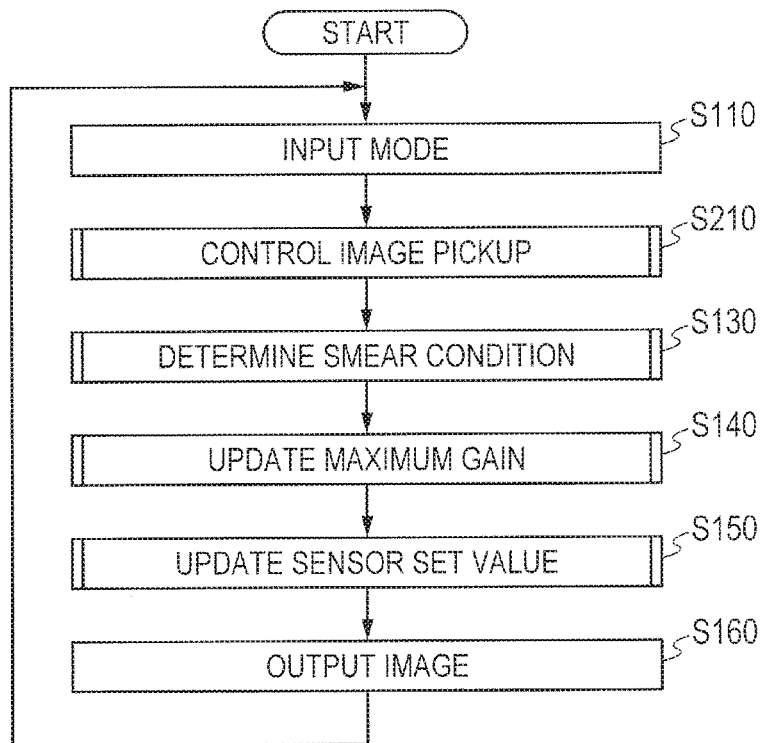 START
INPUT MODE
S110
CONTROL IMAGE PICKUP
S210
DETERMINE SMEAR CONDITION
S130
UPDATE MAXIMUM GAIN
S140
UPDATE SENSOR SET VALUE
S150
OUTPUT IMAGE
S160